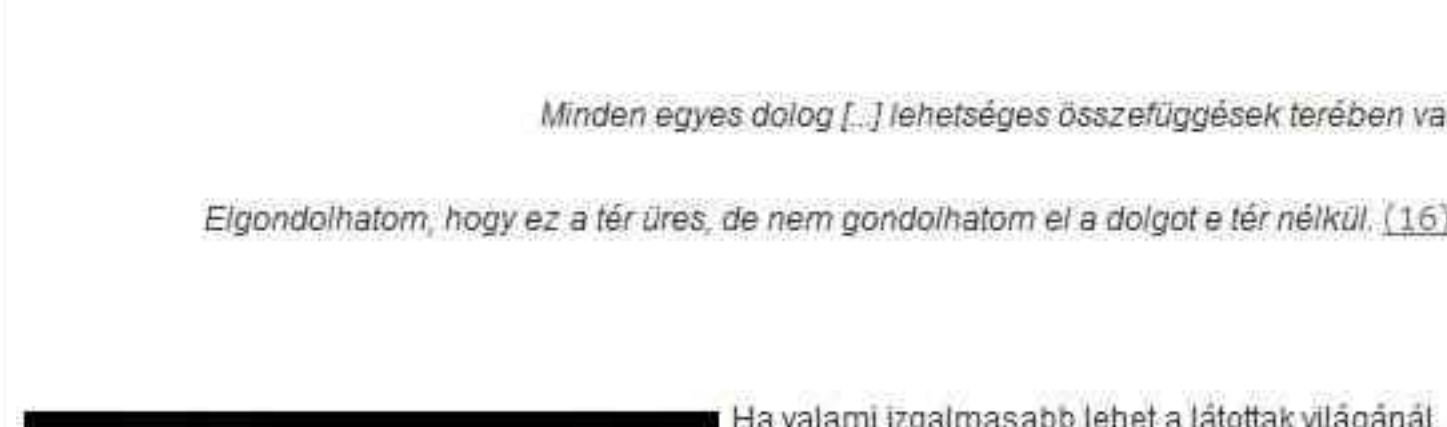 Minden egyes dolog [...] lehetséges összefüggések terében va
Elgondolhatom, hogy ez a tér üres, de nem gondolhatom el a dolgot e tér nélkül. (16)
Ha valami izgalmasabb lehet a látottak világánál